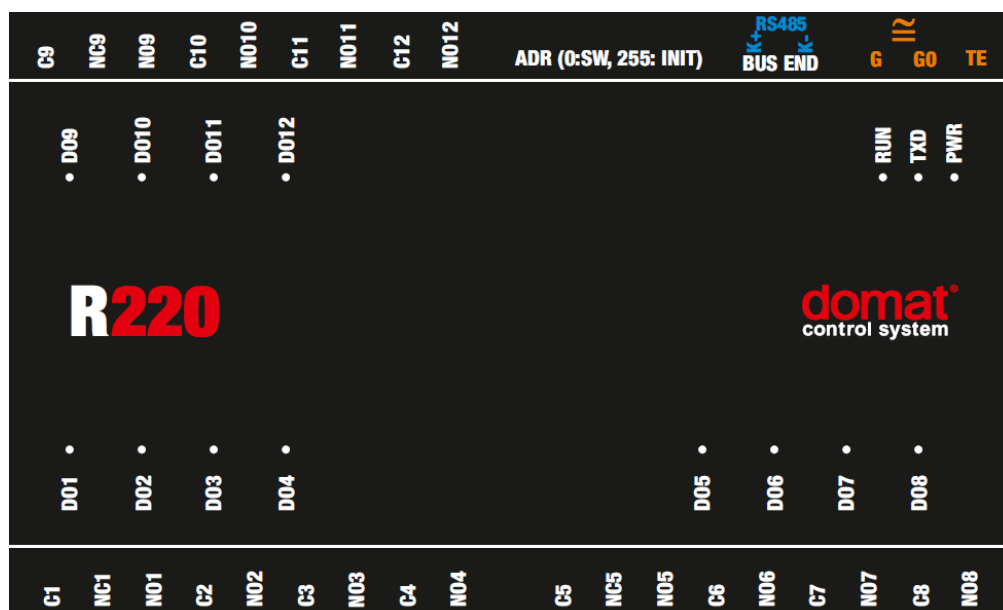 C9 NC9 NO9 C10 NO10 C11 NO11 C12 NO12 ADR (0:SW, 255: INIT) RS485 K+ K- BUS END ≅ G G0 TE
DO9 DO10 DO11 DO12 RUN TXD PWR
R220 domat®
control system
DO1 DO2 DO3 DO4 DO5 DO6 DO7 DO8
C1 NC1 NO1 C2 NO2 C3 NO3 C4 NO4 C5 NC5 NO5 C6 NO6 C7 NO7 C8 NO8